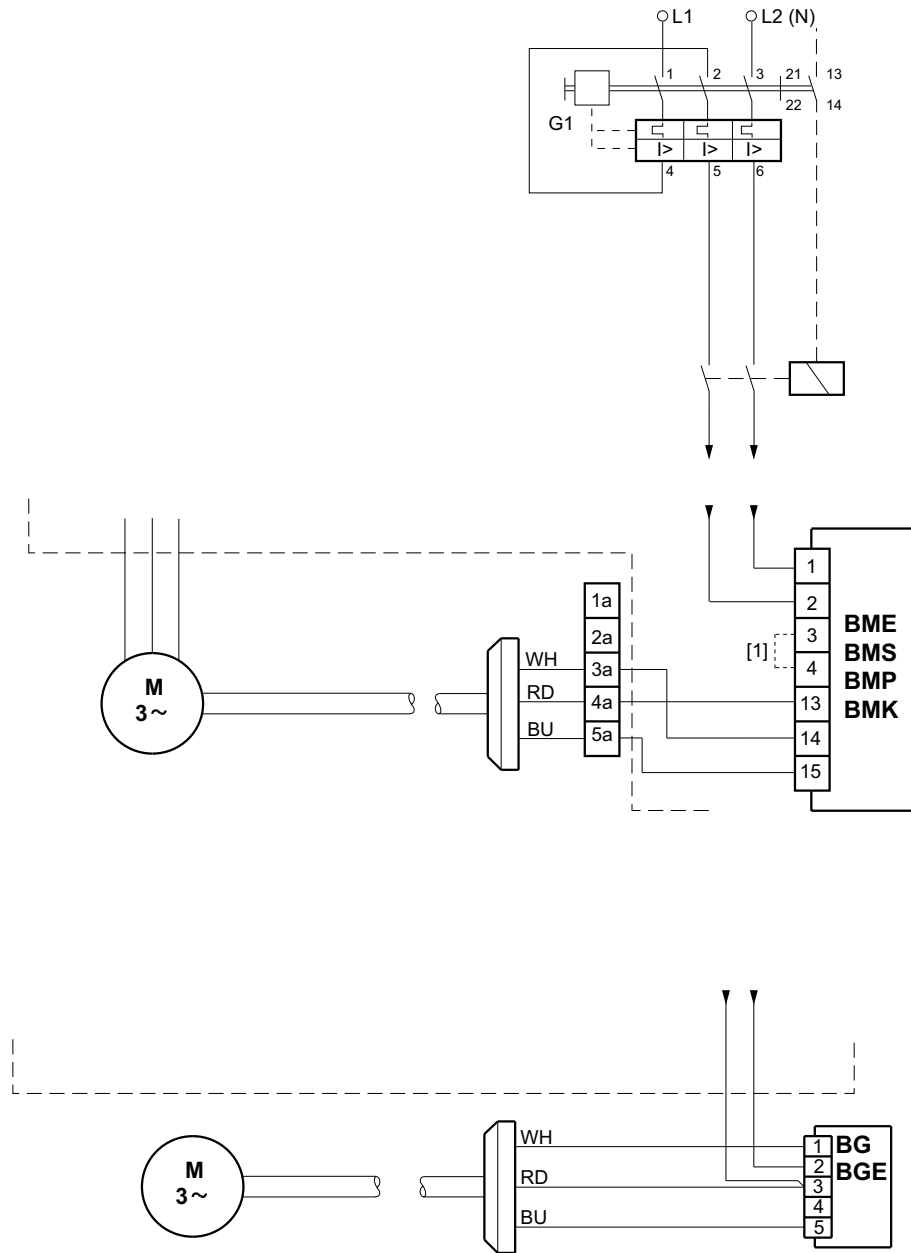 L1
L2 (N)
1
2
3
21
13
22
14
G1
I>
I>
I>
4
5
6
1
2
3
4
13
14
15
BME
BMS
BMP
BMK
[1]
1a
2a
3a
4a
5a
WH
RD
BU
M
3~
WH
RD
BU
M
3~
1
2
3
4
5
BG
BGE